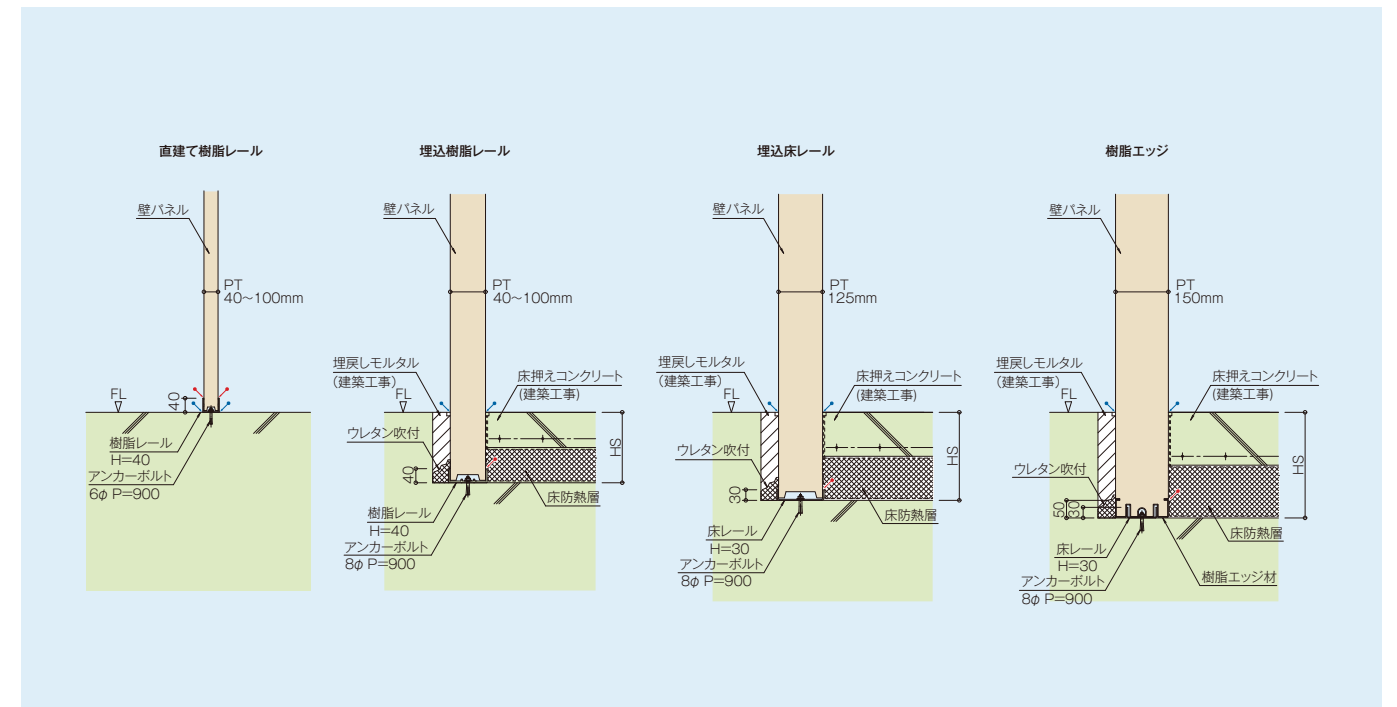 直建て樹脂レール
壁パネル
PT
40~100mm
FL
40
樹脂レール
H=40
アンカーボルト
6φ P=900
埋込樹脂レール
壁パネル
PT
40~100mm
埋戻しモルタル
(建築工事)
FL
床押えコンクリート
(建築工事)
ウレタン吹付
40
HS
床防熱層
樹脂レール
H=40
アンカーボルト
8φ P=900
埋込床レール
壁パネル
PT
125mm
埋戻しモルタル
(建築工事)
FL
床押えコンクリート
(建築工事)
ウレタン吹付
30
HS
床防熱層
床レール
H=30
アンカーボルト
8φ P=900
樹脂エッジ
壁パネル
PT
150mm
埋戻しモルタル
(建築工事)
FL
床押えコンクリート
(建築工事)
ウレタン吹付
50
30
HS
床防熱層
床レール
H=30
樹脂エッジ材
アンカーボルト
8φ P=900